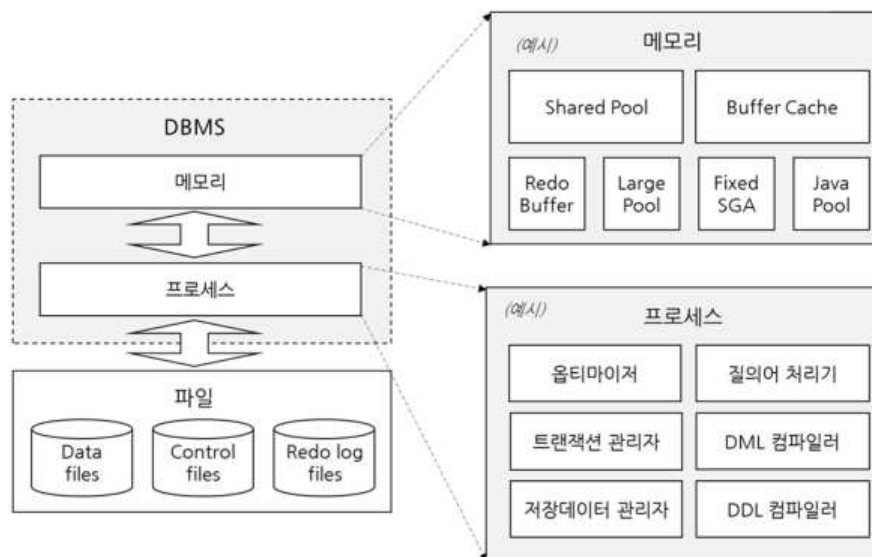 DBMS
메모리
프로세스
파일
Data files
Control files
Redo log files
(예시)
메모리
Shared Pool
Buffer Cache
Redo Buffer
Large Pool
Fixed SGA
Java Pool
(예시)
프로세스
옵티마이저
질의어 처리기
트랜잭션 관리자
DML 컴파일러
저장데이터 관리자
DDL 컴파일러